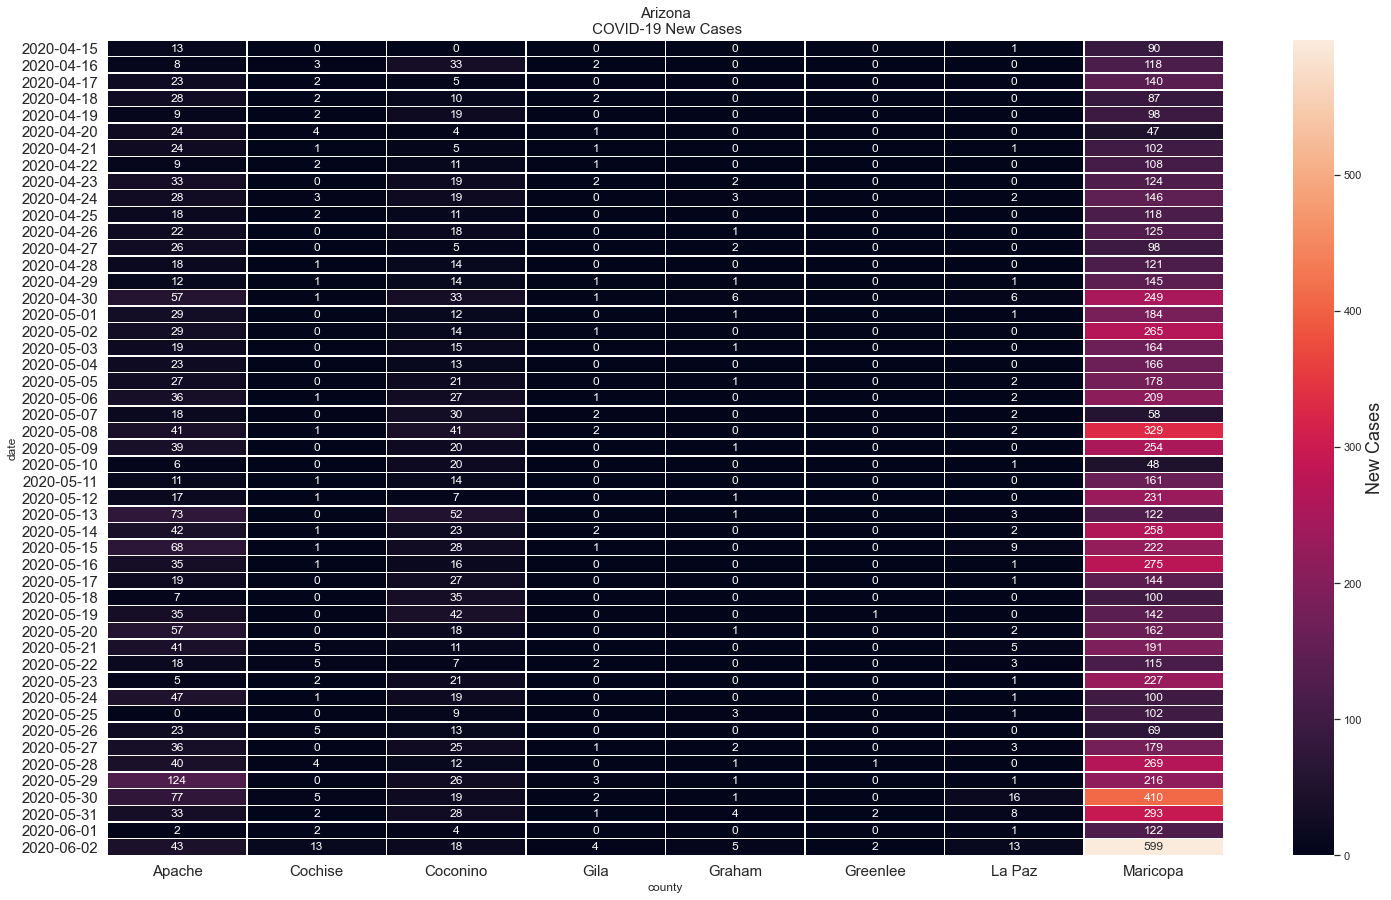 Arizona
COVID-19 New Cases
2020-04-15 13 0 0 0 0 0 1 90
2020-04-16 8 3 33 2 0 0 0 118
2020-04-17 23 2 5 0 0 0 0 140
2020-04-18 28 2 10 2 0 0 0 87
2020-04-19 9 2 19 0 0 0 0 98
2020-04-20 24 4 4 1 0 0 0 47
2020-04-21 24 1 5 1 0 0 1 102
2020-04-22 9 2 11 1 0 0 0 108
2020-04-23 33 0 19 2 2 0 0 124
2020-04-24 28 3 19 0 3 0 2 146
2020-04-25 18 2 11 0 0 0 0 118
2020-04-26 22 0 18 0 1 0 0 125
2020-04-27 26 0 5 0 2 0 0 98
2020-04-28 18 1 14 0 0 0 0 121
2020-04-29 12 1 14 1 1 0 1 145
2020-04-30 57 1 33 1 6 0 6 249
2020-05-01 29 0 12 0 1 0 1 184
2020-05-02 29 0 14 1 0 0 0 265
2020-05-03 19 0 15 0 1 0 0 164
2020-05-04 23 0 13 0 0 0 0 166
2020-05-05 27 0 21 0 1 0 2 178
2020-05-06 36 1 27 1 0 0 2 209
2020-05-07 18 0 30 2 0 0 2 58
2020-05-08 41 1 41 2 0 0 2 329
2020-05-09 39 0 20 0 1 0 0 254
2020-05-10 6 0 20 0 0 0 1 48
2020-05-11 11 1 14 0 0 0 0 161
2020-05-12 17 1 7 0 1 0 0 231
2020-05-13 73 0 52 0 1 0 3 122
2020-05-14 42 1 23 2 0 0 2 258
2020-05-15 68 1 28 1 0 0 9 222
2020-05-16 35 1 16 0 0 0 1 275
2020-05-17 19 0 27 0 0 0 1 144
2020-05-18 7 0 35 0 0 0 0 100
2020-05-19 35 0 42 0 0 1 0 142
2020-05-20 57 0 18 0 1 0 2 162
2020-05-21 41 5 11 0 0 0 5 191
2020-05-22 18 5 7 2 0 0 3 115
2020-05-23 5 2 21 0 0 0 1 227
2020-05-24 47 1 19 0 0 0 1 100
2020-05-25 0 0 9 0 3 0 1 102
2020-05-26 23 5 13 0 0 0 0 69
2020-05-27 36 0 25 1 2 0 3 179
2020-05-28 40 4 12 0 1 1 0 269
2020-05-29 124 0 26 3 1 0 1 216
2020-05-30 77 5 19 2 1 0 16 410
2020-05-31 33 2 28 1 4 2 8 293
2020-06-01 2 2 4 0 0 0 1 122
2020-06-02 43 13 18 4 5 2 13 599
Apache Cochise Coconino Gila Graham Greenlee La Paz Maricopa
county
date
500
400
300
200
100
0
New Cases